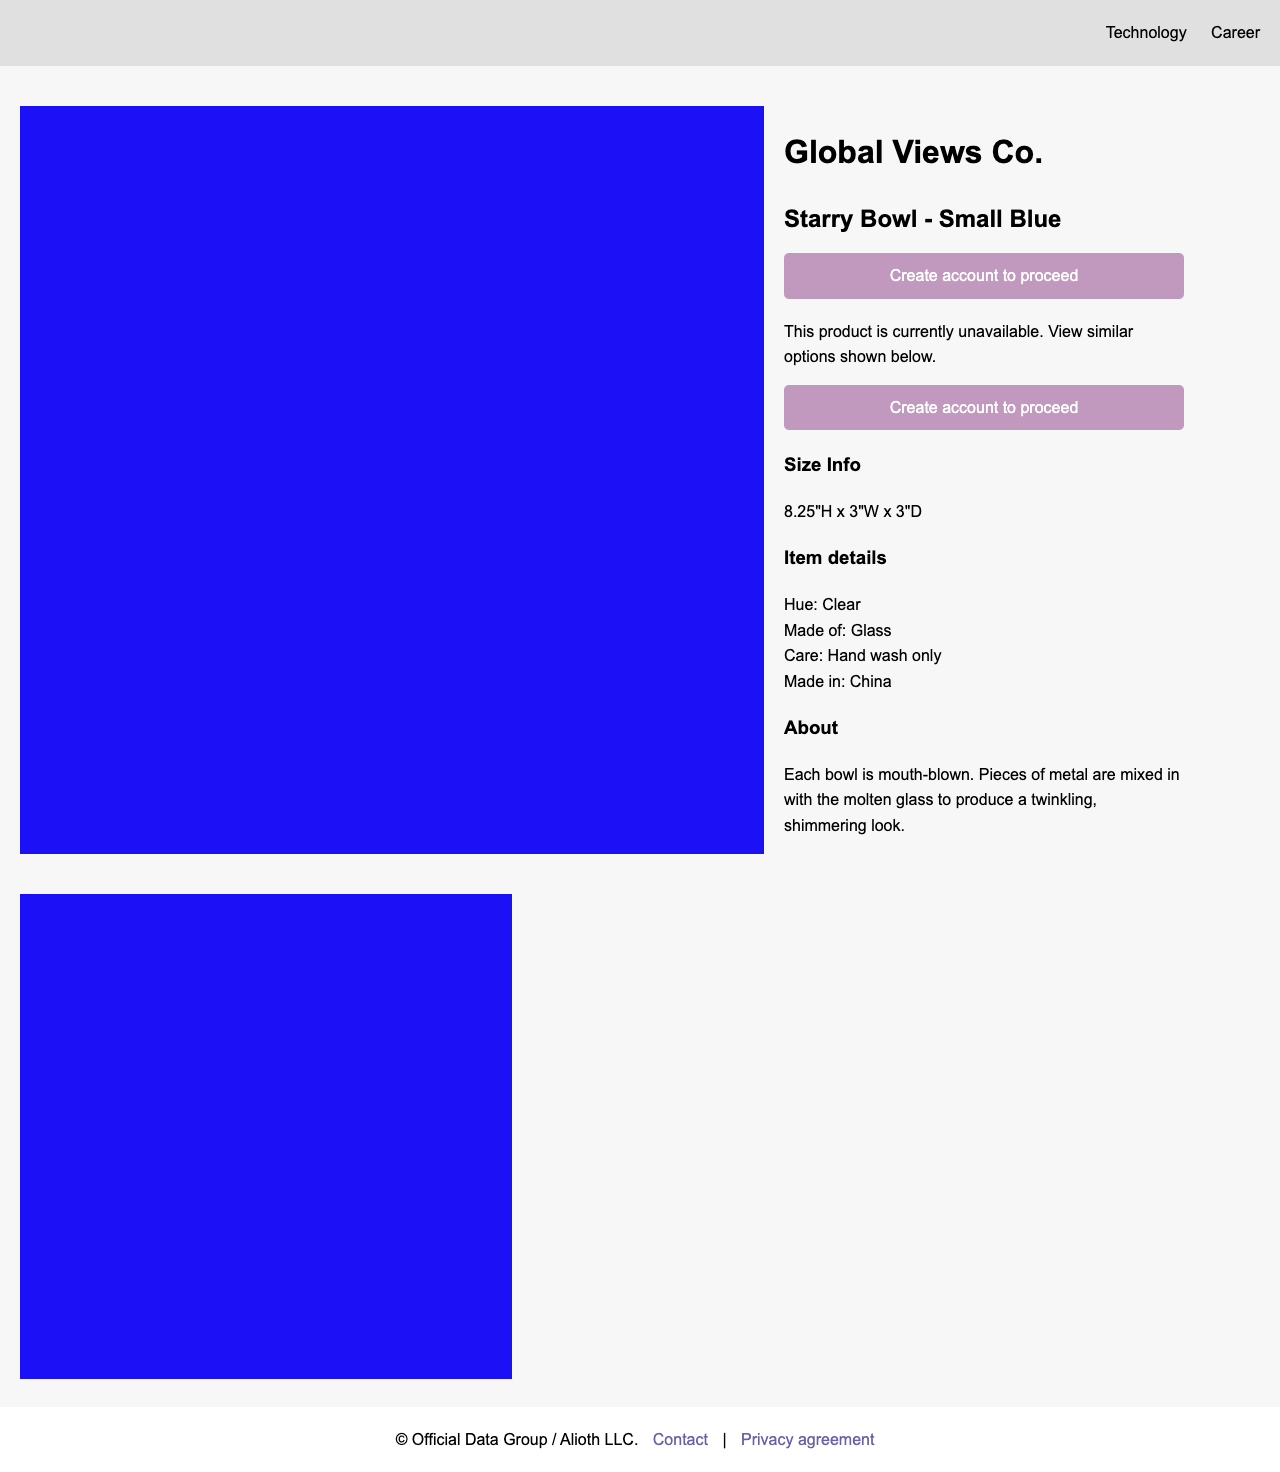 Technology Career
Global Views Co.
Starry Bowl - Small Blue
Create account to proceed
This product is currently unavailable. View similar
options shown below.
Create account to proceed
Size Info
8.25"H x 3"W x 3"D
Item details
Hue: Clear
Made of: Glass
Care: Hand wash only
Made in: China
About
Each bowl is mouth-blown. Pieces of metal are mixed in
with the molten glass to produce a twinkling,
shimmering look.
© Official Data Group / Alioth LLC. Contact | Privacy agreement